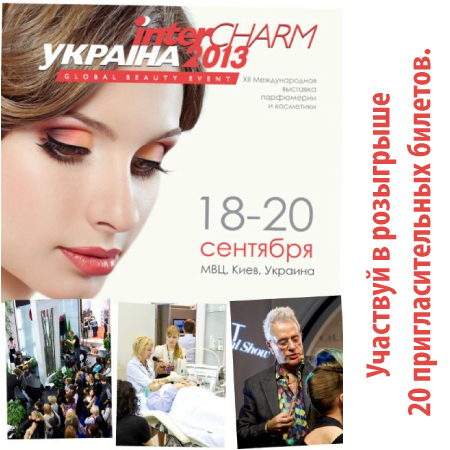 interCHARM
УКРАЇНА 2013
GLOBAL BEAUTY EVENT
XII Международная
выставка
парфюмерии
и косметики
18-20
сентября
МВЦ, Киев, Украина
Участвуй в розыгрыше
20 пригласительных билетов.
Show